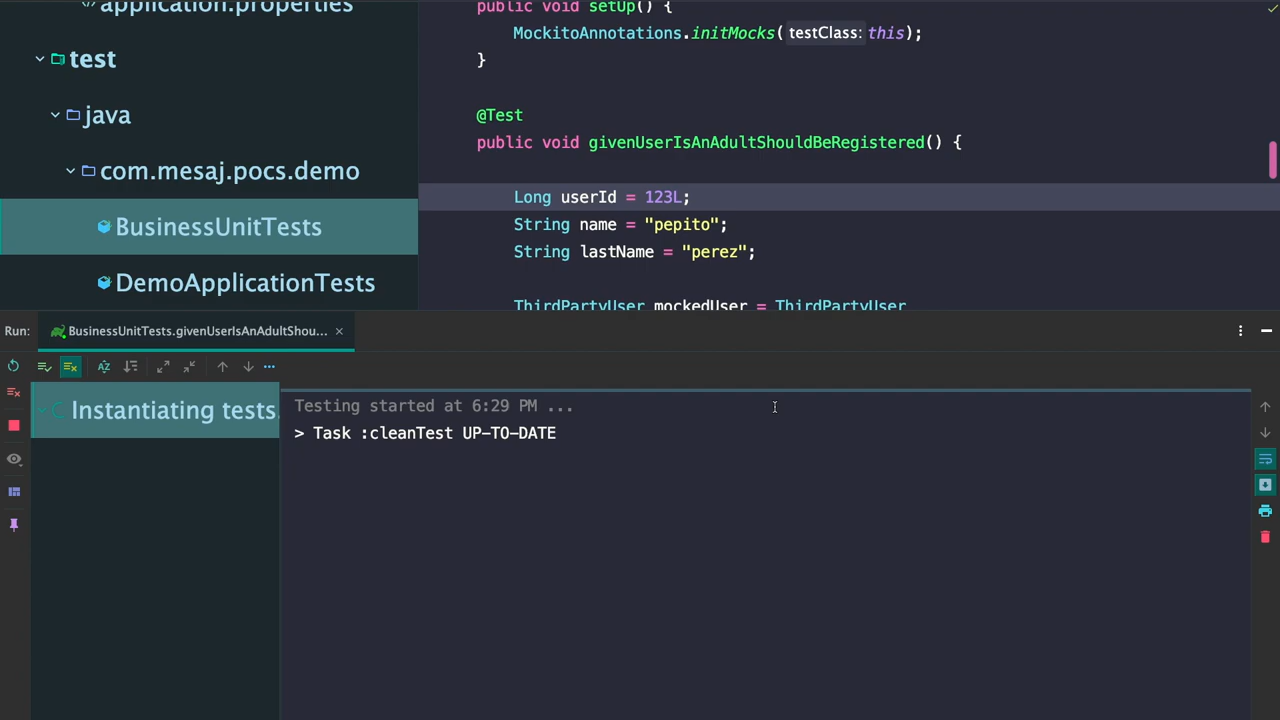 application.properties
test
java
com.mesaj.pocs.demo
BusinessUnitTests
DemoApplicationTests
public void setUp() {
MockitoAnnotations.initMocks( testClass: this);
}
@Test
public void givenUserIsAnAdultShouldBeRegistered() {
Long userId = 123L;
String name = "pepito";
String lastName = "perez";
ThirdPartyUser mockedUser = ThirdPartyUser
Run: BusinessUnitTests.givenUserIsAnAdultShou...
Instantiating tests.
Testing started at 6:29 PM ...
> Task :cleanTest UP-TO-DATE